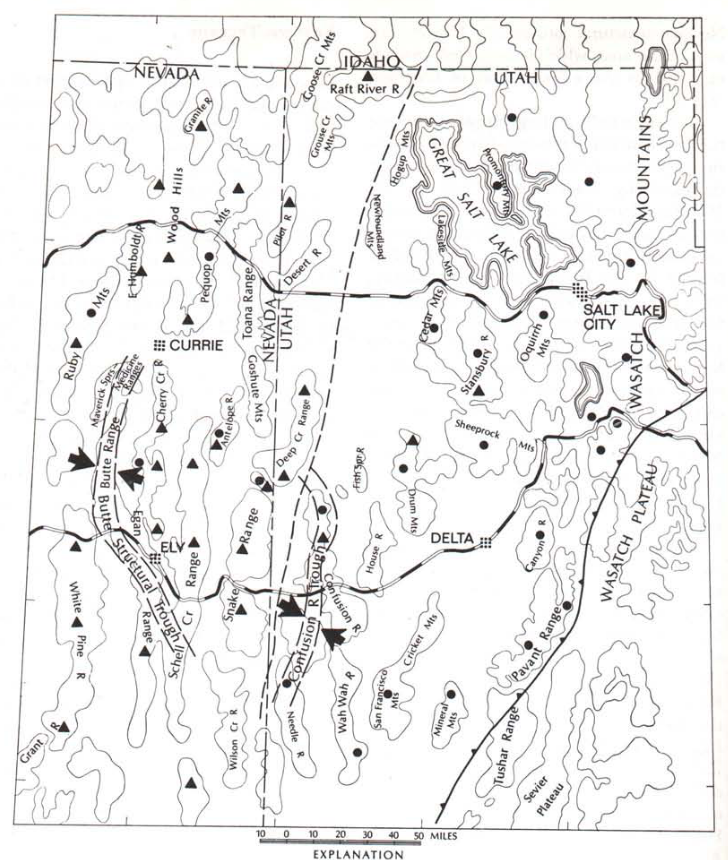 IDAHO
NEVADA
UTAH
Goose Cr Mts
Raft River R
Granite R
Grouse Cr
Mts
Hogup Mts
GREAT SALT LAKE
Promontory Mts
MOUNTAINS
Wood Hills
Mts
Pilot R
Newfoundland
Mts
Lakeside
Mts
E Humboldt R
Pequop
Desert R
Toana Range
NEVADA
UTAH
Ruby Mts
CURRIE
Cedar Mts
Stansbury R
Oquirrh
Mts
SALT LAKE
CITY
WASATCH
Maverick Sprs
Medicine
Ranges
Cherry Cr R
Goshute Mts
Antelope R
Deep Cr Range
Sheeprock Mts
Butte Range
Fish Spr R
Drum Mts
Butte Structural Trough
Egan Range
ELY
Range
Snake Range
House R
DELTA
Canyon R
WASATCH PLATEAU
Confusion R Trough
Confusion R
White Pine R
Schell Cr
Cricket Mts
Pavant Range
Wah Wah R
San Francisco
Mts
Mineral
Mts
Grant R
Wilson Cr R
Needle R
Tushar Range
Sevier
Plateau
10 0 10 20 30 40 50 MILES
EXPLANATION